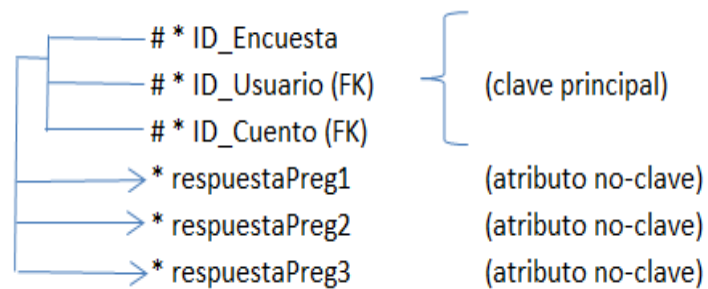 # * ID_Encuesta
# * ID_Usuario (FK) (clave principal)
# * ID_Cuento (FK)
* respuestaPreg1 (atributo no-clave)
* respuestaPreg2 (atributo no-clave)
* respuestaPreg3 (atributo no-clave)